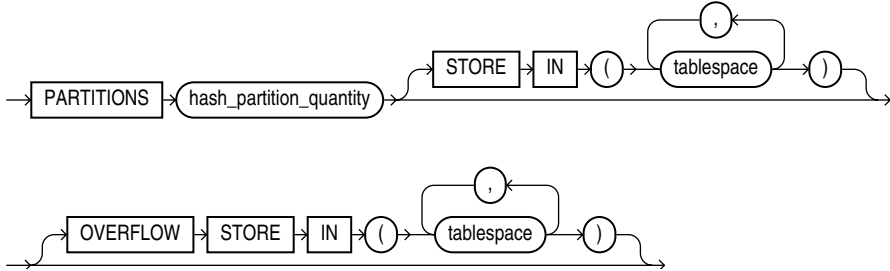 ,
STORE IN ( tablespace )
PARTITIONS hash_partition_quantity
,
OVERFLOW STORE IN ( tablespace )